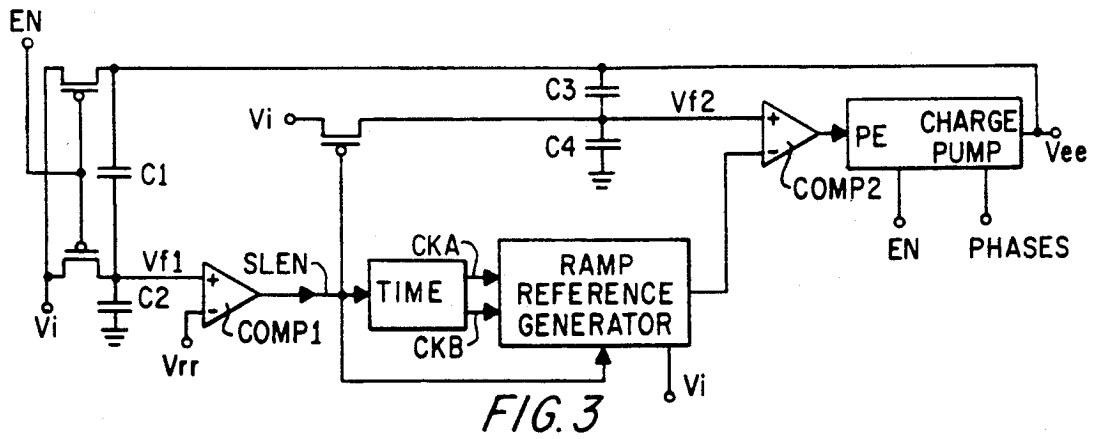 EN
C3
Vf2
Vi
C4
+
-
PE
CHARGE
PUMP
Vee
COMP2
C1
EN
PHASES
Vf1
+
-
SLEN
CKA
TIME
CKB
RAMP
REFERENCE
GENERATOR
Vi
C2
COMP1
Vrr
Vi
FIG. 3